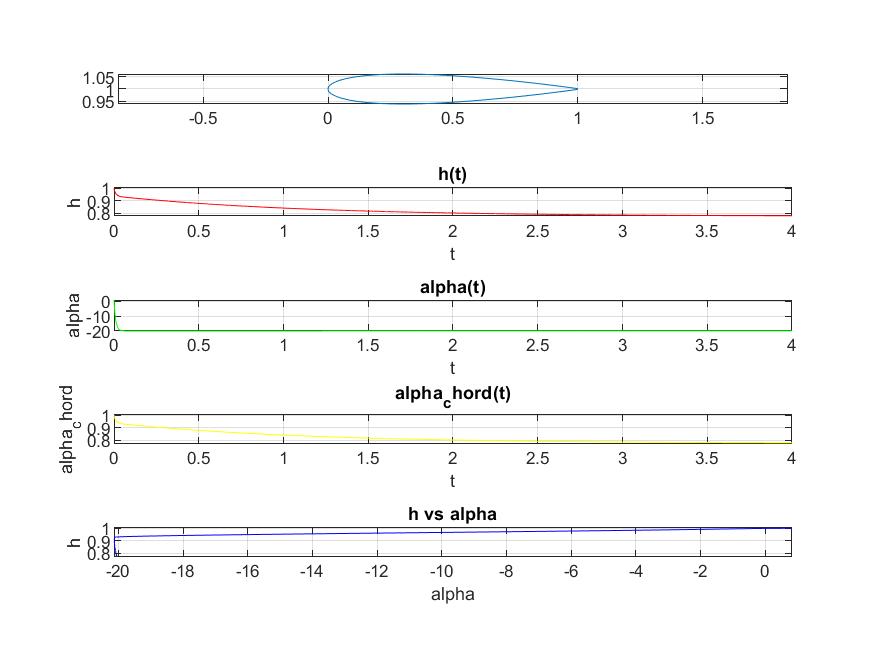 1.05
1
0.95
-0.5 0 0.5 1 1.5
h(t)
h
1
0.9
0.8
0 0.5 1 1.5 2 2.5 3 3.5 4
t
alpha(t)
alpha
0
-10
-20
0 0.5 1 1.5 2 2.5 3 3.5 4
t
alpha_chord(t)
alpha_chord
1
0.9
0.8
0 0.5 1 1.5 2 2.5 3 3.5 4
t
h vs alpha
h
1
0.9
0.8
-20 -18 -16 -14 -12 -10 -8 -6 -4 -2 0
alpha